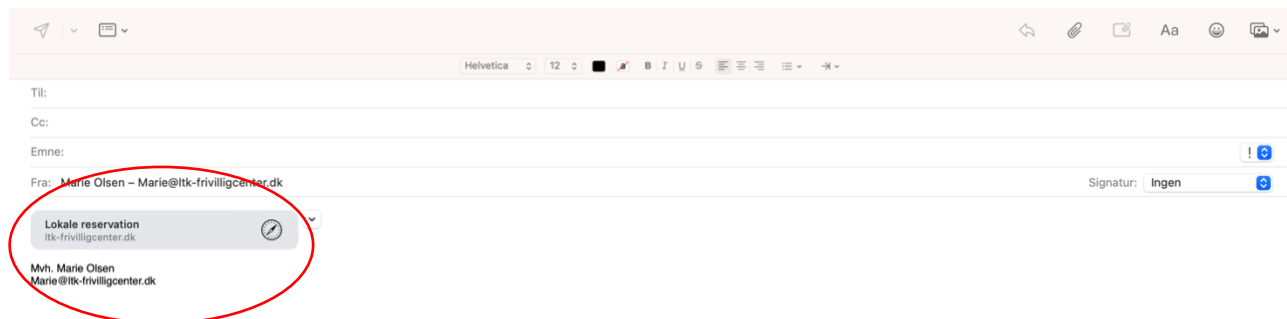 Aa
Helvetica 12 a B I U S
Til:
Cc:
Emne:
!
Fra: Marie Olsen – Marie@ltk-frivilligcenter.dk
Signatur: Ingen
Lokale reservation
ltk-frivilligcenter.dk
Mvh. Marie Olsen
Marie@ltk-frivilligcenter.dk